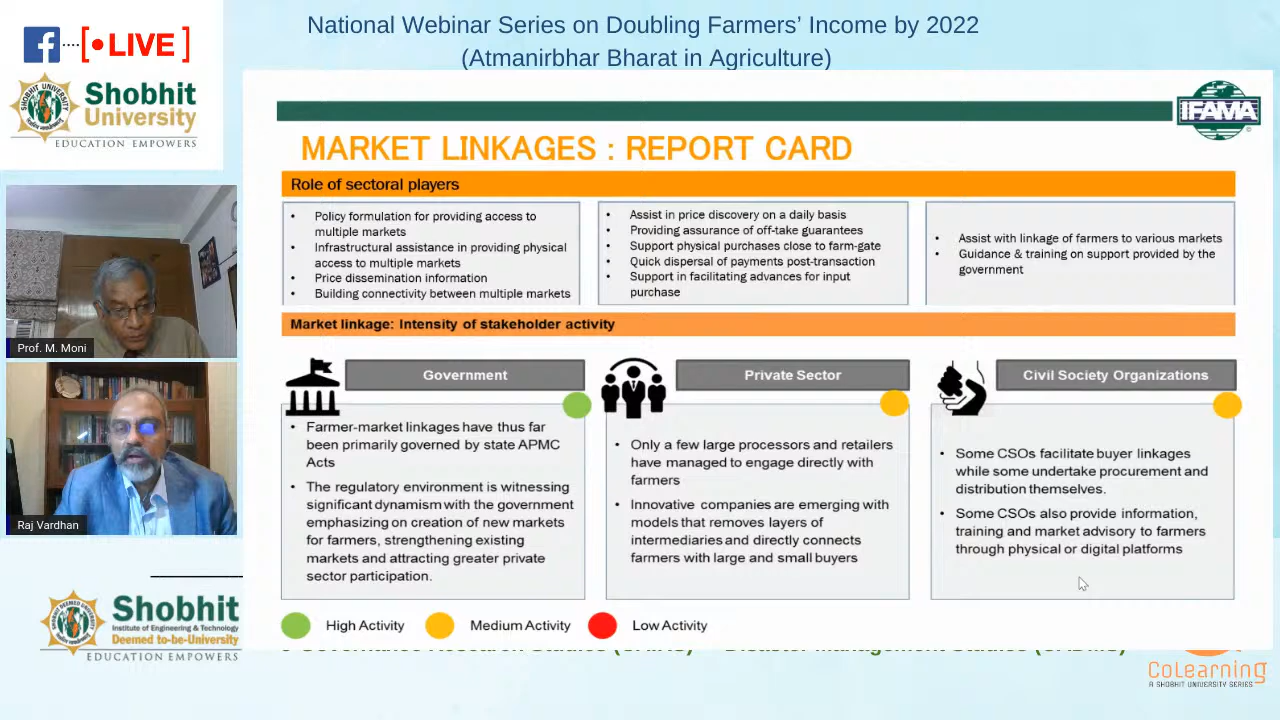 National Webinar Series on Doubling Farmers’ Income by 2022
(Atmanirbhar Bharat in Agriculture)
LIVE
Shobhit
University
EDUCATION EMPOWERS
IFAMA
MARKET LINKAGES : REPORT CARD
Role of sectoral players
• Policy formulation for providing access to
multiple markets
• Infrastructural assistance in providing physical
access to multiple markets
• Price dissemination information
• Building connectivity between multiple markets
• Assist in price discovery on a daily basis
• Providing assurance of off-take guarantees
• Support physical purchases close to farm-gate
• Quick dispersal of payments post-transaction
• Support in facilitating advances for input
purchase
• Assist with linkage of farmers to various markets
• Guidance & training on support provided by the
government
Market linkage: Intensity of stakeholder activity
Government
• Farmer-market linkages have thus far
been primarily governed by state APMC
Acts
• The regulatory environment is witnessing
significant dynamism with the government
emphasizing on creation of new markets
for farmers, strengthening existing
markets and attracting greater private
sector participation.
Private Sector
• Only a few large processors and retailers
have managed to engage directly with
farmers
• Innovative companies are emerging with
models that removes layers of
intermediaries and directly connects
farmers with large and small buyers
Civil Society Organizations
• Some CSOs facilitate buyer linkages
while some undertake procurement and
distribution themselves.
• Some CSOs also provide information,
training and market advisory to farmers
through physical or digital platforms
High Activity
Medium Activity
Low Activity
Prof. M. Moni
Raj Vardhan
Shobhit
Institute of Engineering & Technology
Deemed to-be-University
EDUCATION EMPOWERS
CoLearning
A SHOBHIT UNIVERSITY SERIES